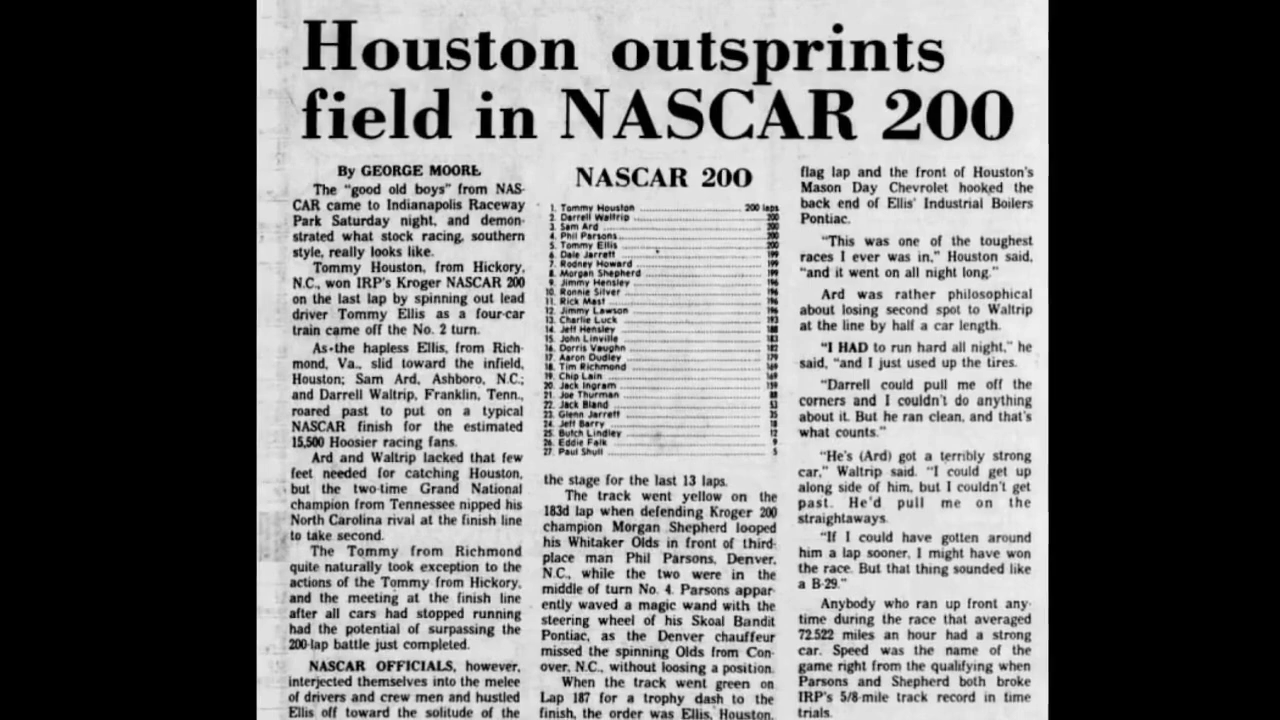 Houston outsprints
field in NASCAR 200
By GEORGE MOORE
The "good old boys" from NAS-
CAR came to Indianapolis Raceway
Park Saturday night, and demon-
strated what stock racing, southern
style, really looks like.
Tommy Houston, from Hickory,
N.C., won IRP's Kroger NASCAR 200
on the last lap by spinning out lead
driver Tommy Ellis as a four-car
train came off the No. 2 turn.
As the hapless Ellis, from Rich-
mond, Va., slid toward the infield,
Houston; Sam Ard, Ashboro, N.C.;
and Darrell Waltrip, Franklin, Tenn.,
roared past to put on a typical
NASCAR finish for the estimated
15,500 Hoosier racing fans.
Ard and Waltrip lacked that few
feet needed for catching Houston,
but the two-time Grand National
champion from Tennessee nipped his
North Carolina rival at the finish line
to take second.
The Tommy from Richmond
quite naturally took exception to the
actions of the Tommy from Hickory,
and the meeting at the finish line
after all cars had stopped running
had the potential of surpassing the
200-lap battle just completed.
NASCAR OFFICIALS, however,
interjected themselves into the melee
of drivers and crew men and hustled
Ellis off toward the solitude of the
NASCAR 200
1. Tommy Houston 200 laps
2. Darrell Waltrip 200
3. Sam Ard 200
4. Phil Parsons 200
5. Tommy Ellis 200
6. Dale Jarrett 199
7. Rodney Howard 199
8. Morgan Shepherd 199
9. Jimmy Hensley 196
10. Ronnie Silver 196
11. Rick Mast 196
12. Jimmy Lawson 196
13. Charlie Luck 193
14. Jeff Hensley 188
15. John Linville 183
16. Dorris Vaughn 182
17. Aaron Dudley 179
18. Tim Richmond 169
19. Chip Lain 169
20. Jack Ingram 159
21. Joe Thurman 88
22. Jack Bland 53
23. Glenn Jarrett 35
24. Jeff Barry 18
25. Butch Lindley 12
26. Eddie Falk 9
27. Paul Shull 5
the stage for the last 13 laps.
The track went yellow on the
183d lap when defending Kroger 200
champion Morgan Shepherd looped
his Whitaker Olds in front of third-
place man Phil Parsons, Denver,
N.C., while the two were in the
middle of turn No. 4. Parsons appar-
ently waved a magic wand with the
steering wheel of his Skoal Bandit
Pontiac, as the Denver chauffeur
missed the spinning Olds from Con-
over, N.C., without loosing a position.
When the track went green on
Lap 187 for a trophy dash to the
finish, the order was Ellis, Houston,
flag lap and the front of Houston's
Mason Day Chevrolet hooked the
back end of Ellis' Industrial Boilers
Pontiac.
"This was one of the toughest
races I ever was in," Houston said,
"and it went on all night long."
Ard was rather philosophical
about losing second spot to Waltrip
at the line by half a car length.
"I HAD to run hard all night," he
said, "and I just used up the tires.
"Darrell could pull me off the
corners and I couldn't do anything
about it. But he ran clean, and that's
what counts."
"He's (Ard) got a terribly strong
car," Waltrip said. "I could get up
along side of him, but I couldn't get
past. He'd pull me on the
straightaways.
"If I could have gotten around
him a lap sooner, I might have won
the race. But that thing sounded like
a B-29."
Anybody who ran up front any-
time during the race that averaged
72.522 miles an hour had a strong
car. Speed was the name of the
game right from the qualifying when
Parsons and Shepherd both broke
IRP's 5/8-mile track record in time
trials.